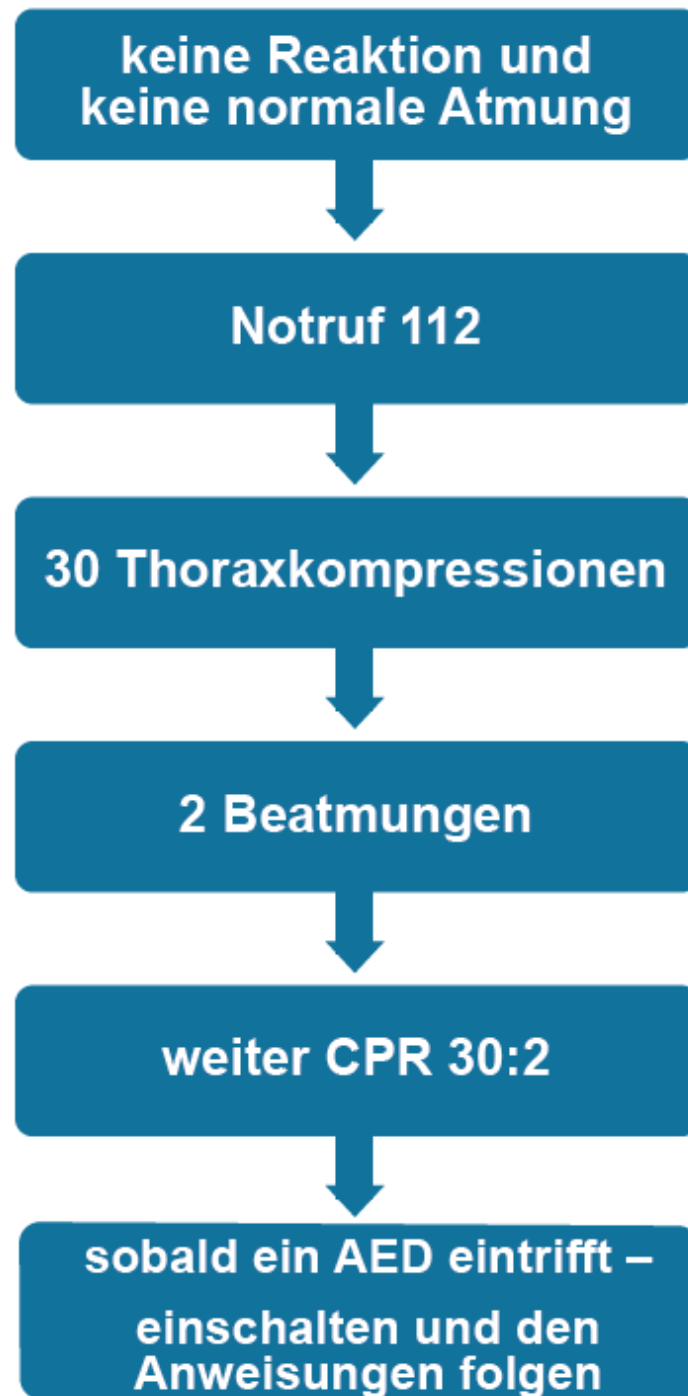 keine Reaktion und
keine normale Atmung
Notruf 112
30 Thoraxkompressionen
2 Beatmungen
weiter CPR 30:2
sobald ein AED eintrifft –
einschalten und den
Anweisungen folgen